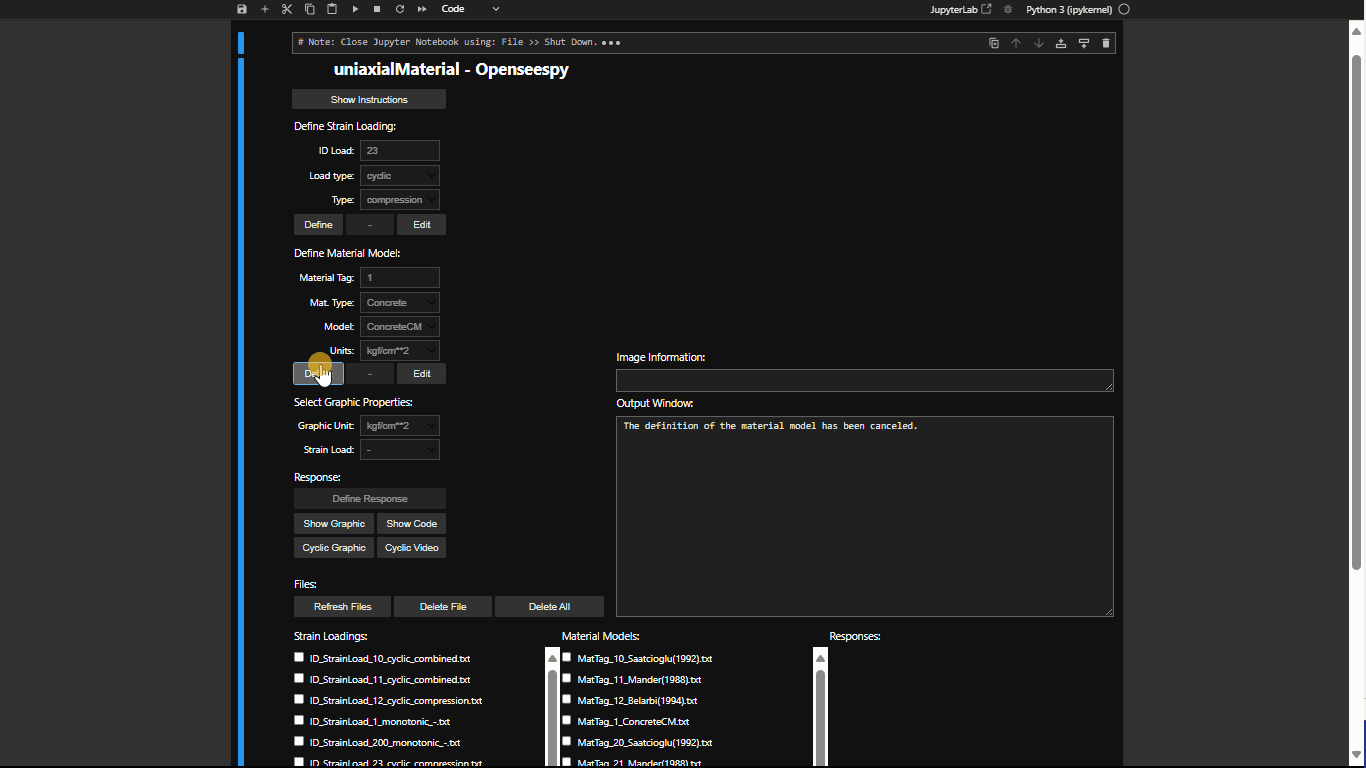 Code
JupyterLab
Python 3 (ipykernel)
# Note: Close Jupyter Notebook using: File >> Shut Down. •••
uniaxialMaterial - Openseespy
Show Instructions
Define Strain Loading:
ID Load: 23
Load type: cyclic
Type: compression
Define - Edit
Define Material Model:
Material Tag: 1
Mat. Type: Concrete
Model: ConcreteCM
Units: kgf/cm**2
- Edit
Select Graphic Properties:
Graphic Unit: kgf/cm**2
Strain Load: -
Response:
Define Response
Show Graphic Show Code
Cyclic Graphic Cyclic Video
Image Information:
Output Window:
The definition of the material model has been canceled.
Files:
Refresh Files Delete File Delete All
Strain Loadings:
ID_StrainLoad_10_cyclic_combined.txt
ID_StrainLoad_11_cyclic_combined.txt
ID_StrainLoad_12_cyclic_compression.txt
ID_StrainLoad_1_monotonic_-.txt
ID_StrainLoad_200_monotonic_-.txt
ID_StrainLoad_23_cyclic_compression.txt
Material Models:
MatTag_10_Saatcioglu(1992).txt
MatTag_11_Mander(1988).txt
MatTag_12_Belarbi(1994).txt
MatTag_1_ConcreteCM.txt
MatTag_20_Saatcioglu(1992).txt
MatTag_21_Mander(1988).txt
Responses: